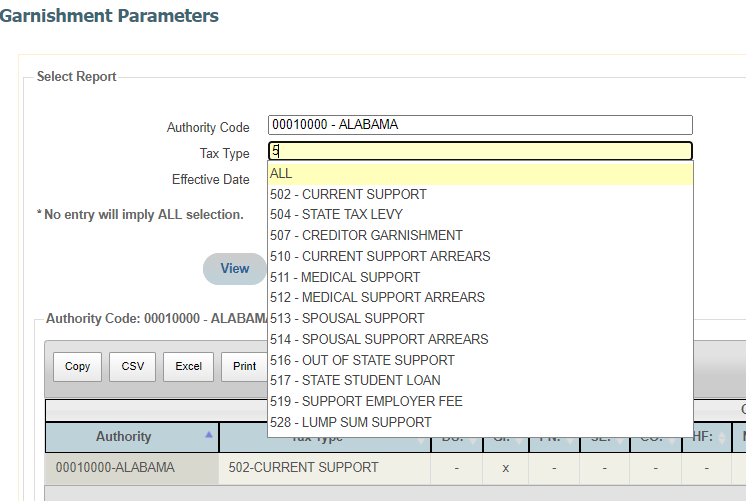 Garnishment Parameters
Select Report
Authority Code 00010000 - ALABAMA
Tax Type 5
Effective Date
* No entry will imply ALL selection.
ALL
502 - CURRENT SUPPORT
504 - STATE TAX LEVY
507 - CREDITOR GARNISHMENT
510 - CURRENT SUPPORT ARREARS
511 - MEDICAL SUPPORT
512 - MEDICAL SUPPORT ARREARS
513 - SPOUSAL SUPPORT
514 - SPOUSAL SUPPORT ARREARS
516 - OUT OF STATE SUPPORT
517 - STATE STUDENT LOAN
519 - SUPPORT EMPLOYER FEE
528 - LUMP SUM SUPPORT
View
Authority Code: 00010000 - ALABAMA
Copy CSV Excel Print
Authority Tax Type HF:
00010000-ALABAMA 502-CURRENT SUPPORT - x - - - -